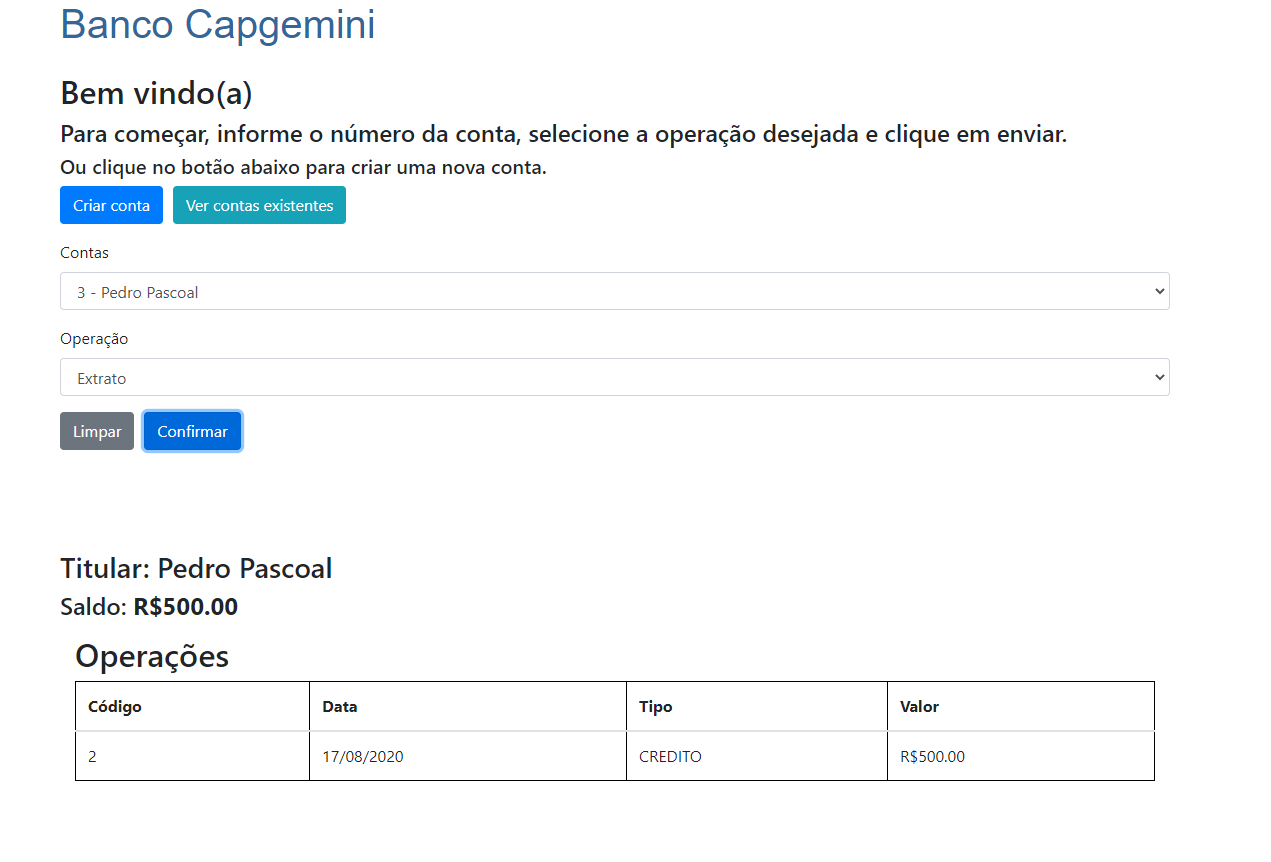 Banco Capgemini
Bem vindo(a)
Para começar, informe o número da conta, selecione a operação desejada e clique em enviar.
Ou clique no botão abaixo para criar uma nova conta.
Criar conta Ver contas existentes
Contas
3 - Pedro Pascoal
Operação
Extrato
Limpar Confirmar
Titular: Pedro Pascoal
Saldo: R$500.00
Operações
Código Data Tipo Valor
2 17/08/2020 CREDITO R$500.00